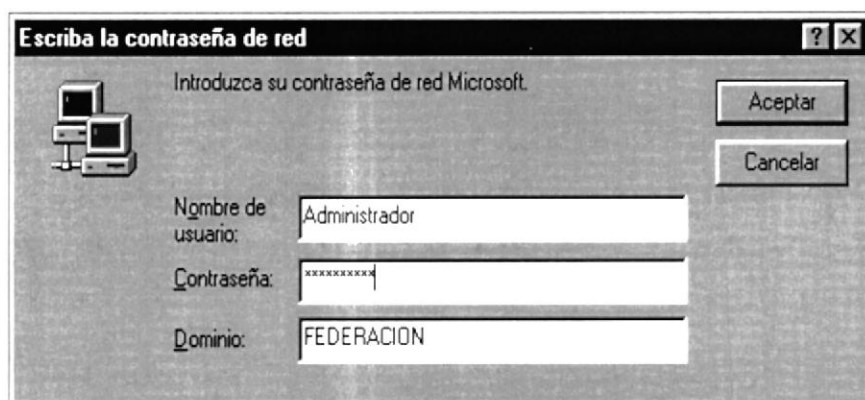 Escriba la contraseña de red
Introduzca su contraseña de red Microsoft.
Aceptar
Cancelar
Nombre de
usuario:
Administrador
Contraseña:
xxxxxxxxxx
Dominio:
FEDERACION